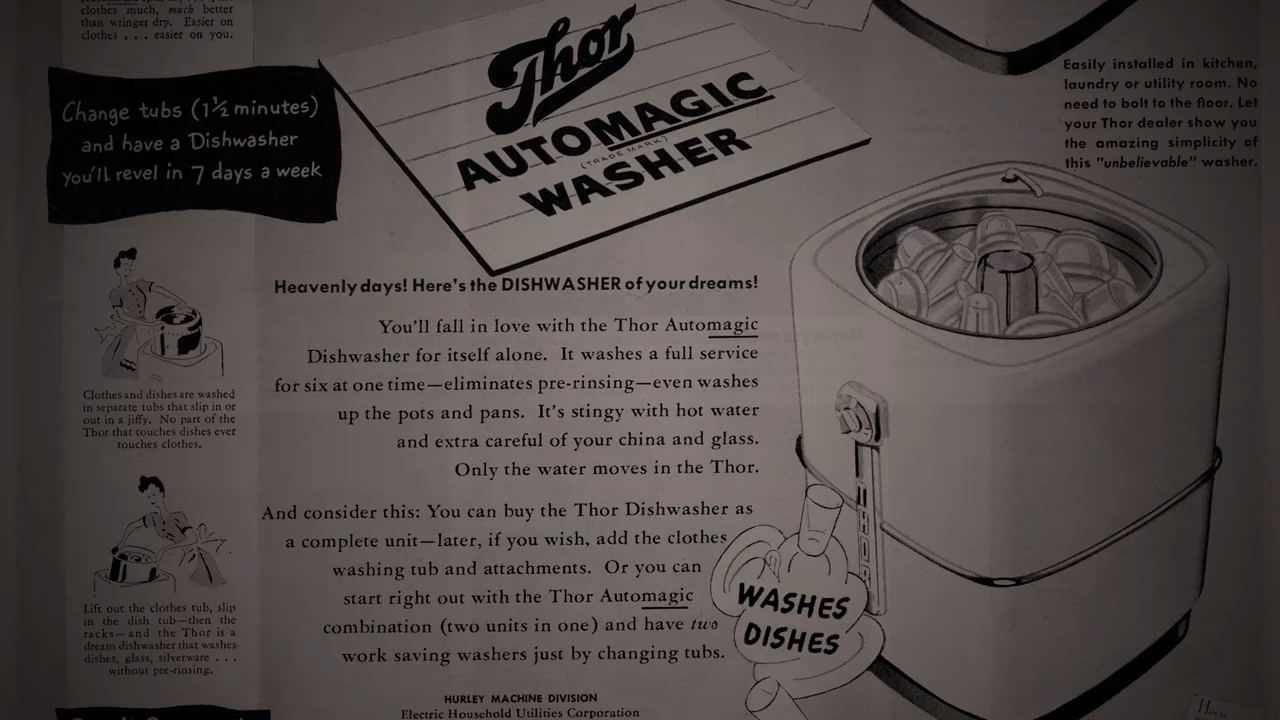 clothes much, much better
than wringer dry. Easier on
clothes . . . easier on you.
Change tubs (1½ minutes)
and have a Dishwasher
you'll revel in 7 days a week
Clothes and dishes are washed
in separate tubs that slip in or
out in a jiffy. No part of the
Thor that touches dishes ever
touches clothes.
Lift out the clothes tub, slip
in the dish tub—then the
racks—and the Thor is a
dream dishwasher that washes
dishes, glass, silverware . . .
without pre-rinsing.
Thor
AUTOMAGIC
(TRADE MARK)
WASHER
Heavenly days! Here's the DISHWASHER of your dreams!
You'll fall in love with the Thor Automagic
Dishwasher for itself alone. It washes a full service
for six at one time—eliminates pre-rinsing—even washes
up the pots and pans. It's stingy with hot water
and extra careful of your china and glass.
Only the water moves in the Thor.
And consider this: You can buy the Thor Dishwasher as
a complete unit—later, if you wish, add the clothes
washing tub and attachments. Or you can
start right out with the Thor Automagic
combination (two units in one) and have two
work saving washers just by changing tubs.
HURLEY MACHINE DIVISION
Electric Household Utilities Corporation
Easily installed in kitchen,
laundry or utility room. No
need to bolt to the floor. Let
your Thor dealer show you
the amazing simplicity of
this "unbelievable" washer.
WASHES
DISHES